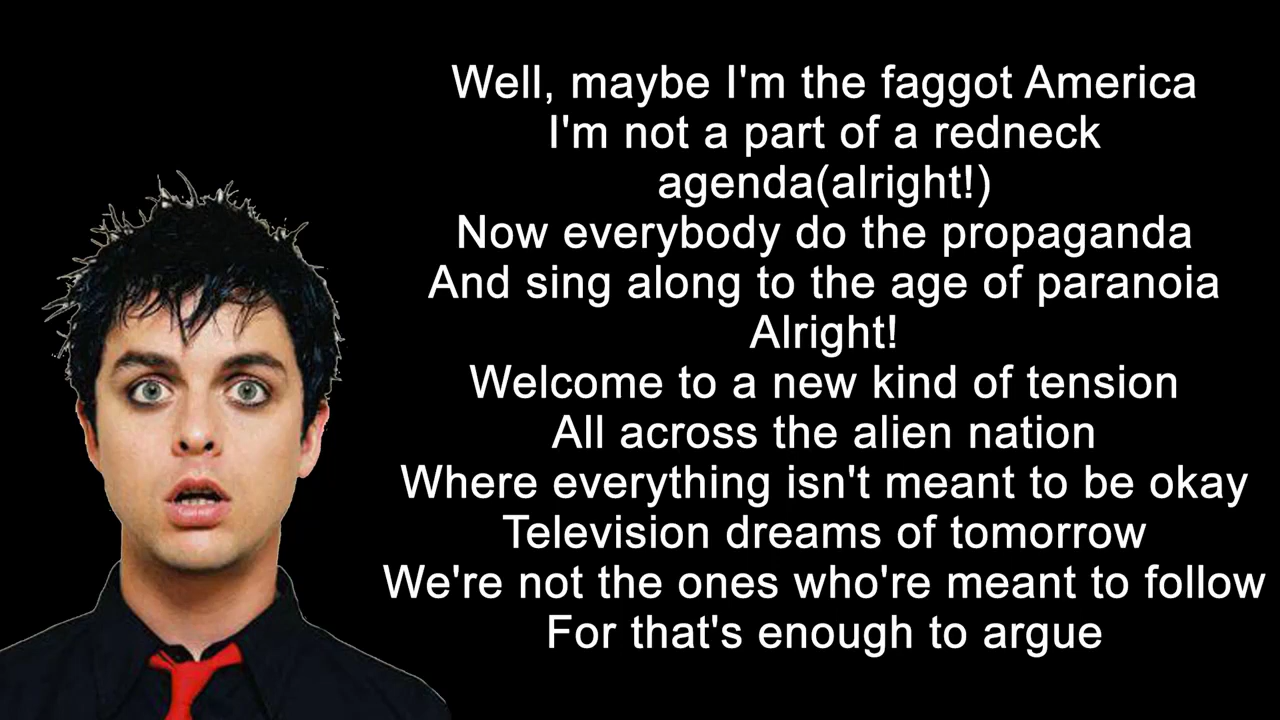 Well, maybe I'm the faggot America
I'm not a part of a redneck
agenda(alright!)
Now everybody do the propaganda
And sing along to the age of paranoia
Alright!
Welcome to a new kind of tension
All across the alien nation
Where everything isn't meant to be okay
Television dreams of tomorrow
We're not the ones who're meant to follow
For that's enough to argue